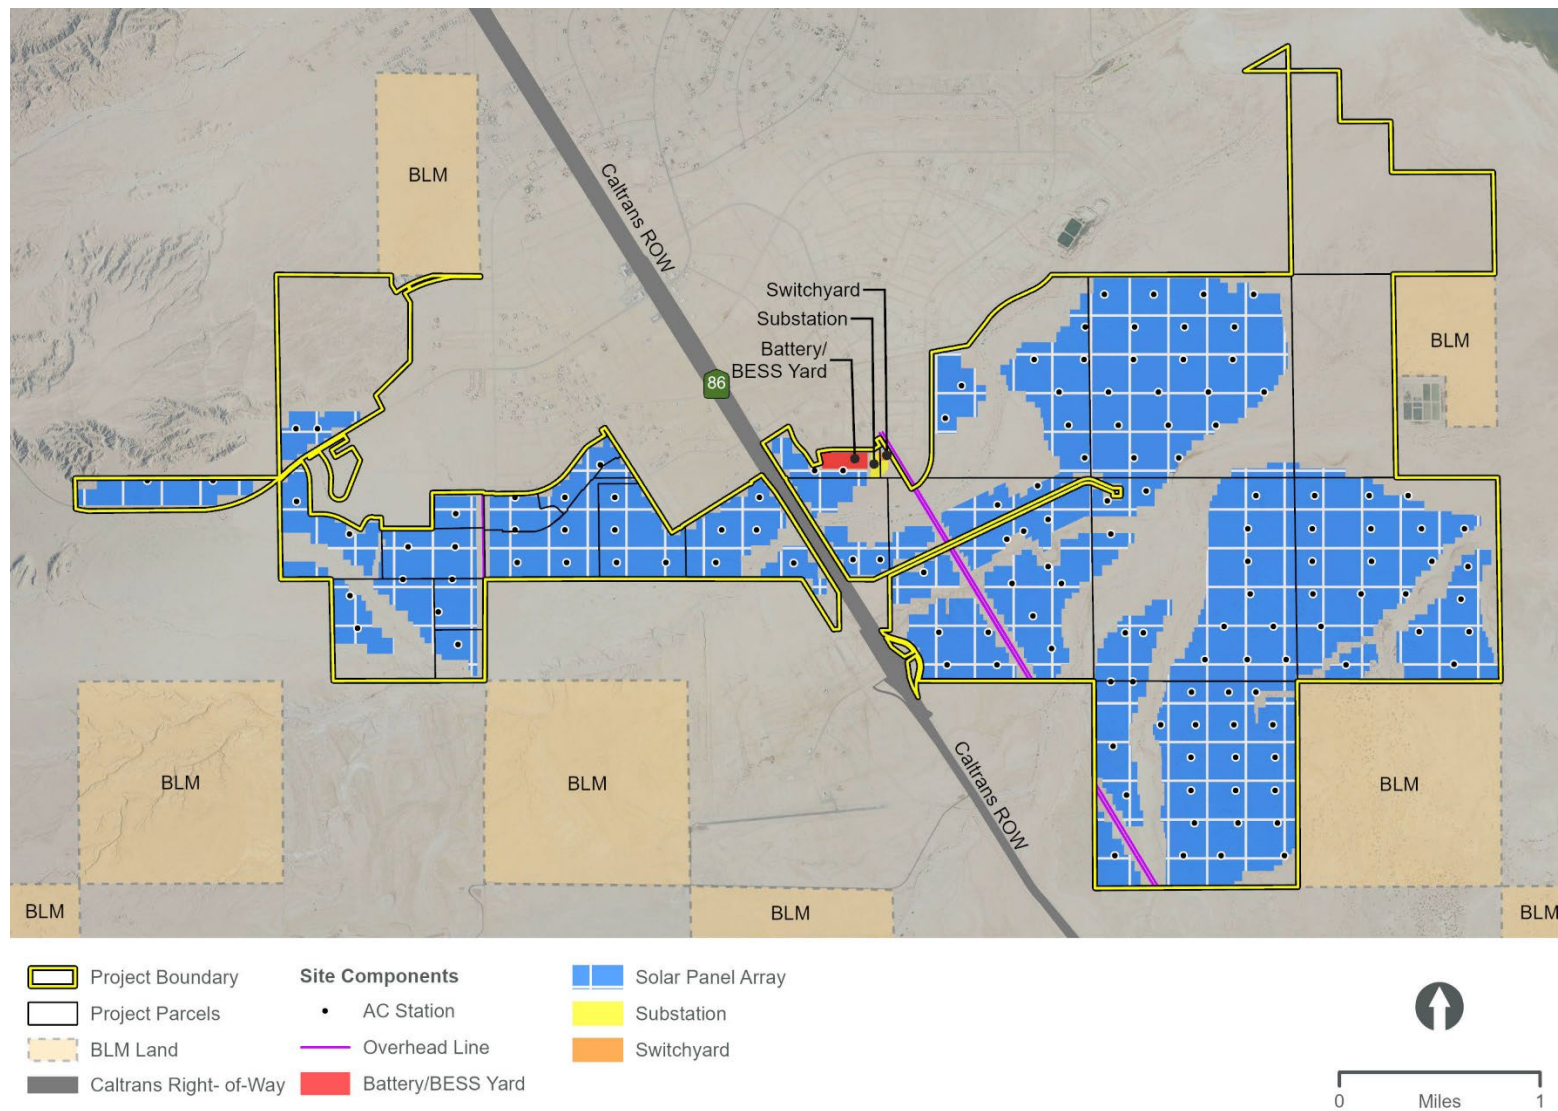 BLM
Caltrans ROW
Switchyard
Substation
Battery/
BESS Yard
86
BLM
BLM
BLM
BLM
Caltrans ROW
BLM
BLM
BLM
Project Boundary
Project Parcels
BLM Land
Caltrans Right- of-Way
Site Components
AC Station
Overhead Line
Battery/BESS Yard
Solar Panel Array
Substation
Switchyard
0 Miles 1